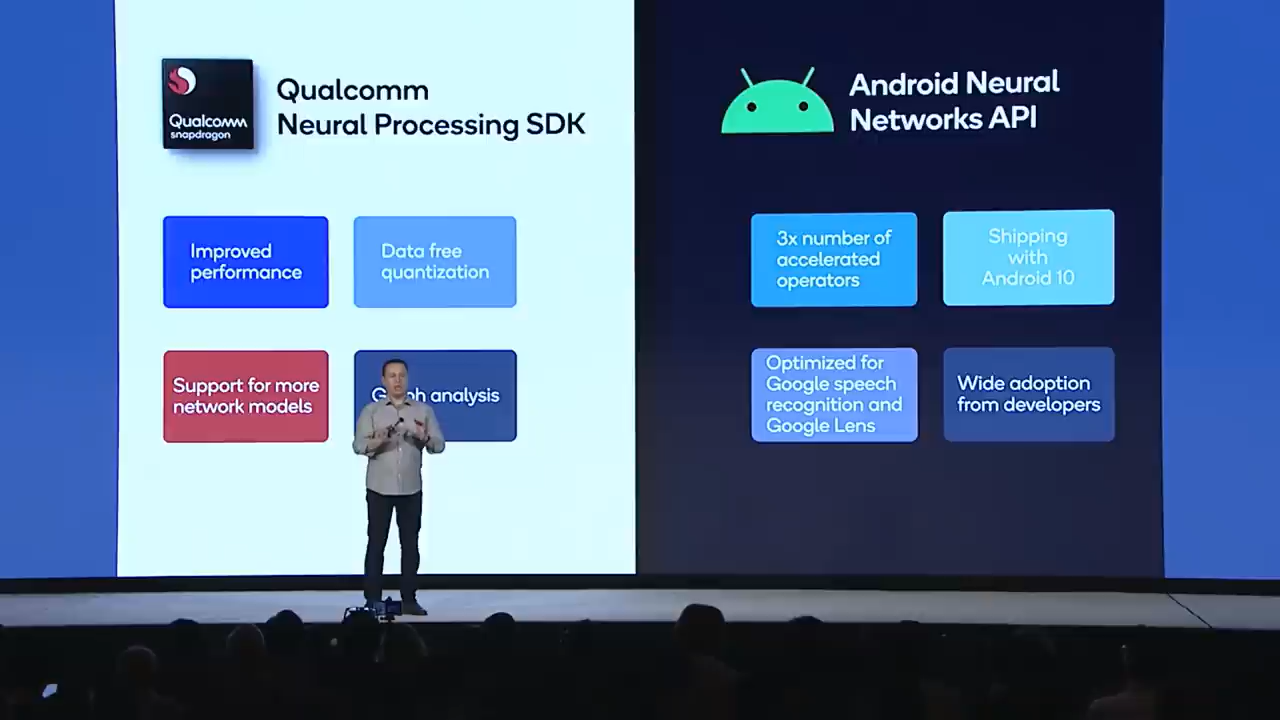 Qualcomm
snapdragon
Qualcomm
Neural Processing SDK
Improved
performance
Data free
quantization
Support for more
network models
Graph analysis
Android Neural
Networks API
3x number of
accelerated
operators
Shipping
with
Android 10
Optimized for
Google speech
recognition and
Google Lens
Wide adoption
from developers